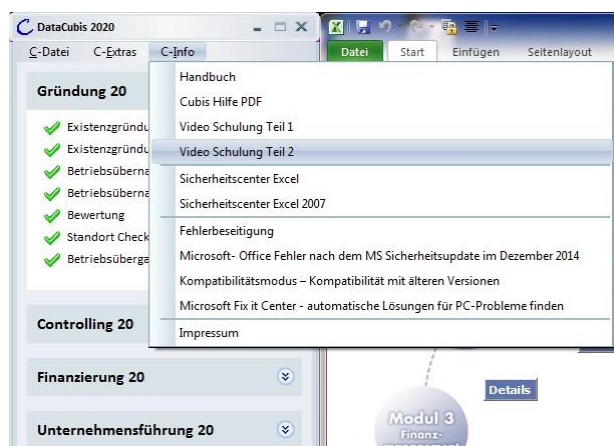 DataCubis 2020
C-Datei C-Extras C-Info
Datei Start Einfügen Seitenlayout
Gründung 20
Bewertung
Standort Check
Controlling 20
Finanzierung 20
Unternehmensführung 20
Handbuch
Cubis Hilfe PDF
Video Schulung Teil 1
Video Schulung Teil 2
Sicherheitscenter Excel
Sicherheitscenter Excel 2007
Fehlerbeseitigung
Microsoft- Office Fehler nach dem MS Sicherheitsupdate im Dezember 2014
Kompatibilitätsmodus – Kompatibilität mit älteren Versionen
Microsoft Fix it Center - automatische Lösungen für PC-Probleme finden
Impressum
Details
Modul 3
Finanz-